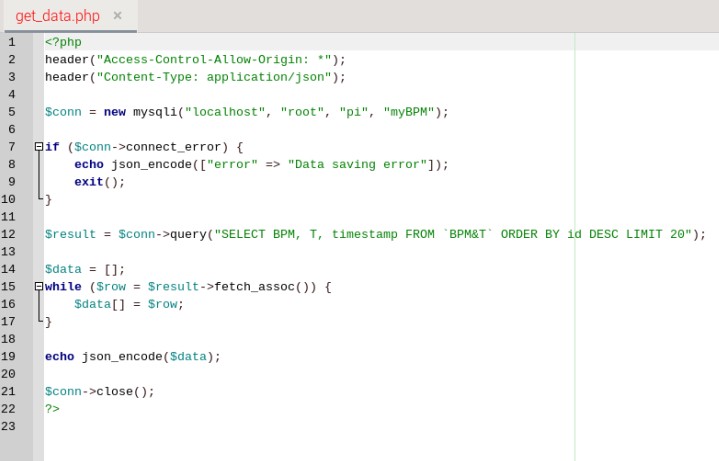 get_data.php ×
1 <?php
2 header("Access-Control-Allow-Origin: *");
3 header("Content-Type: application/json");
4
5 $conn = new mysqli("localhost", "root", "pi", "myBPM");
6
7 if ($conn->connect_error) {
8     echo json_encode(["error" => "Data saving error"]);
9     exit();
10 }
11
12 $result = $conn->query("SELECT BPM, T, timestamp FROM `BPM&T` ORDER BY id DESC LIMIT 20");
13
14 $data = [];
15 while ($row = $result->fetch_assoc()) {
16     $data[] = $row;
17 }
18
19 echo json_encode($data);
20
21 $conn->close();
22 ?>
23